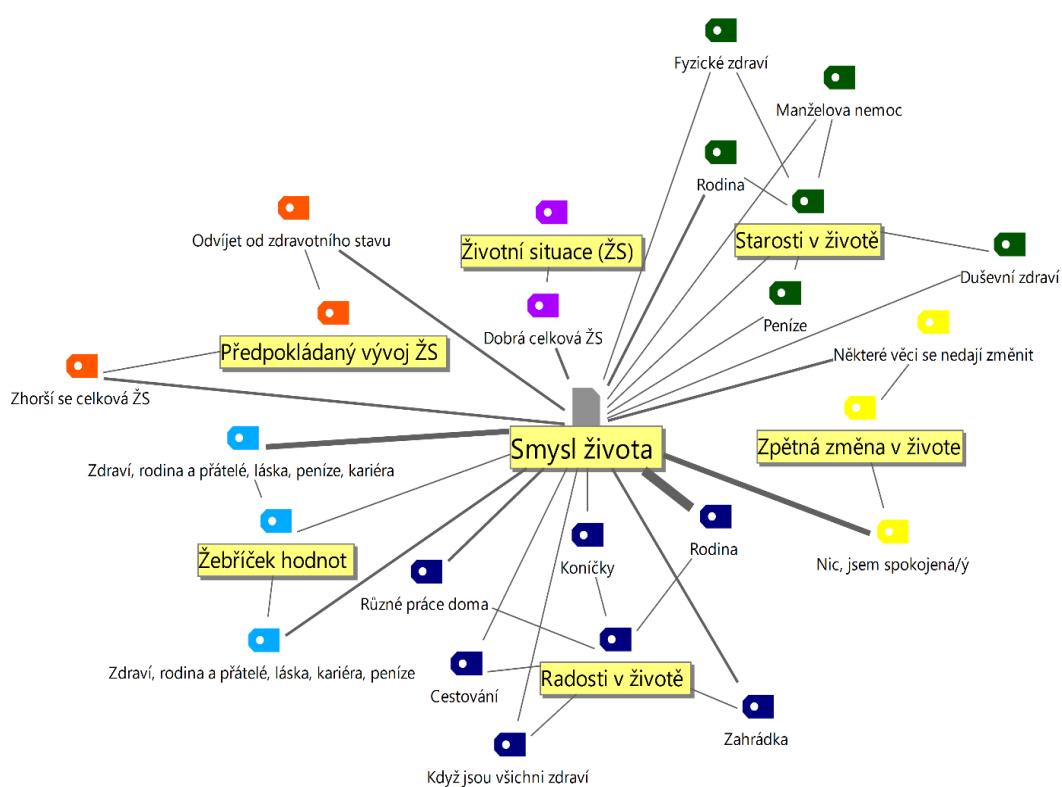 Fyzické zdraví
Manželova nemoc
Rodina
Odvíjet od zdravotního stavu
Životní situace (ŽS)
Starosti v životě
Duševní zdraví
Peníze
Dobrá celková ŽS
Předpokládaný vývoj ŽS
Některé věci se nedají změnit
Zhorší se celková ŽS
Smysl života
Zpětná změna v živote
Zdraví, rodina a přátelé, láska, peníze, kariéra
Žebříček hodnot
Rodina
Koníčky
Nic, jsem spokojená/ý
Různé práce doma
Zdraví, rodina a přátelé, láska, kariéra, peníze
Cestování
Radosti v životě
Zahrádka
Když jsou všichni zdraví